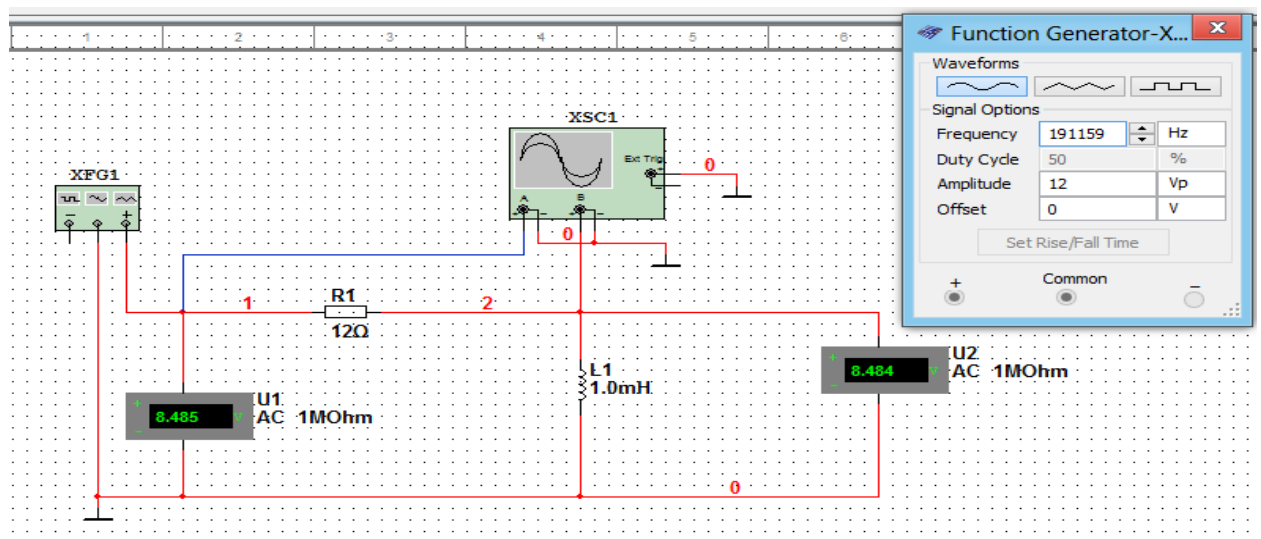 1 2 3 4 5 6
Function Generator-X...
Waveforms
Signal Options
Frequency 191159 Hz
Duty Cycle 50 %
Amplitude 12 Vp
Offset 0 V
Set Rise/Fall Time
+ Common −
XSC1
Ext Trig
+
−
A B
+ − + −
0
0
XFG1
− +
1
R1
12Ω
2
L1
1.0mH
U1
AC 1MOhm
+
8.485 V
−
U2
AC 1MOhm
+
8.484 V
−
0